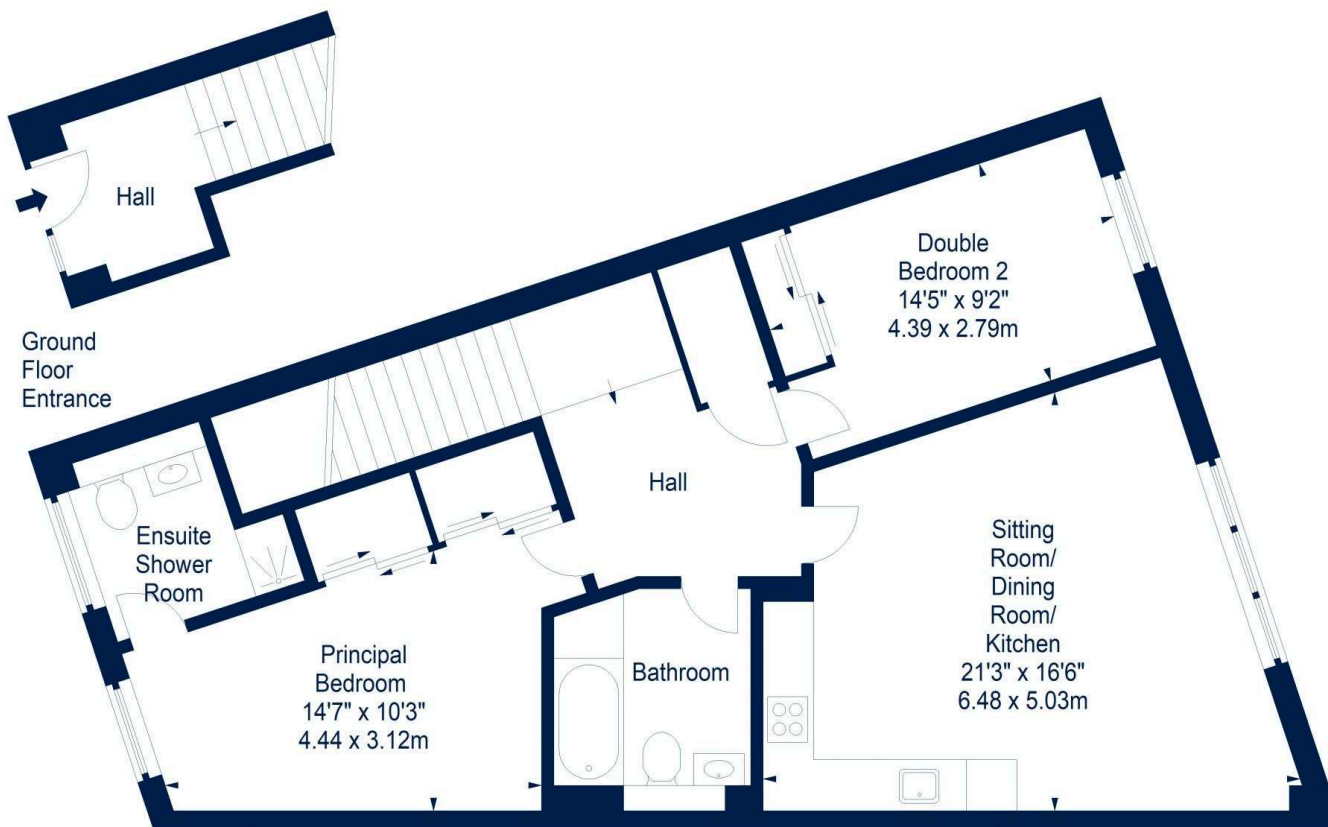 Hall
Ground
Floor
Entrance
Double
Bedroom 2
14'5" x 9'2"
4.39 x 2.79m
Hall
Ensuite
Shower
Room
Sitting
Room/
Dining
Room/
Kitchen
21'3" x 16'6"
6.48 x 5.03m
Principal
Bedroom
14'7" x 10'3"
4.44 x 3.12m
Bathroom